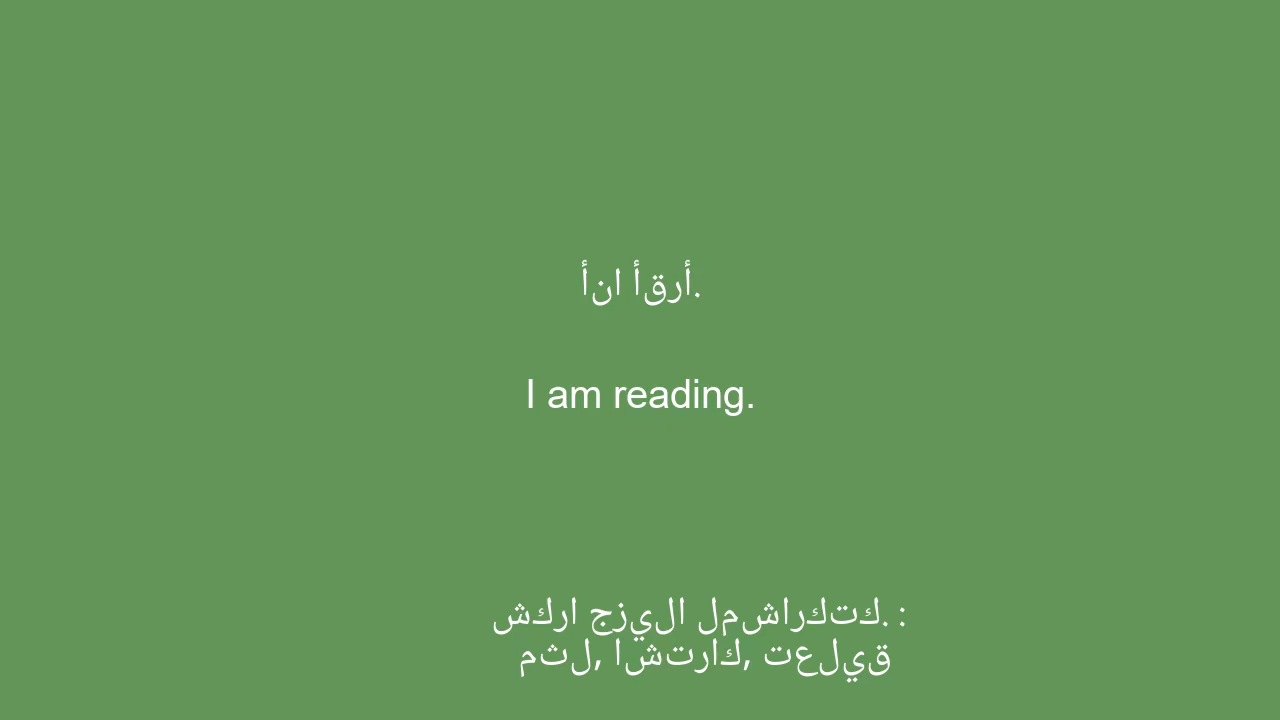 أنا أقرأ.
I am reading.
شكرا جزيلا لمشاركتك. :
مثل, اشتراك, تعليق